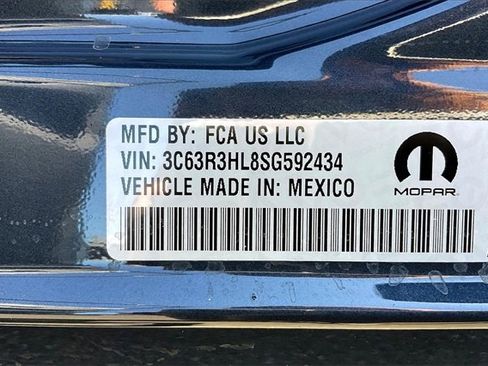 MFD BY: FCA US LLC
VIN: 3C63R3HL8SG592434
VEHICLE MADE IN: MEXICO
MOPAR